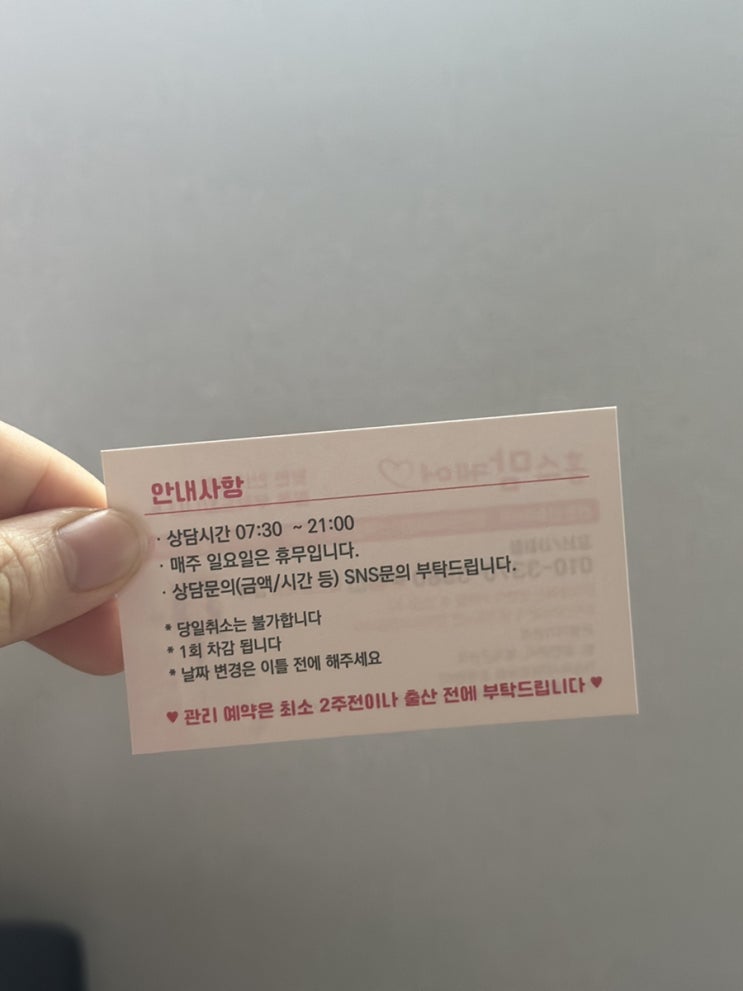 안내사항
· 상담시간 07:30 ~ 21:00
· 매주 일요일은 휴무입니다.
· 상담문의(금액/시간 등) SNS문의 부탁드립니다.
* 당일취소는 불가합니다
* 1회 차감 됩니다
* 날짜 변경은 이틀 전에 해주세요
♥ 관리 예약은 최소 2주전이나 출산 전에 부탁드립니다 ♥